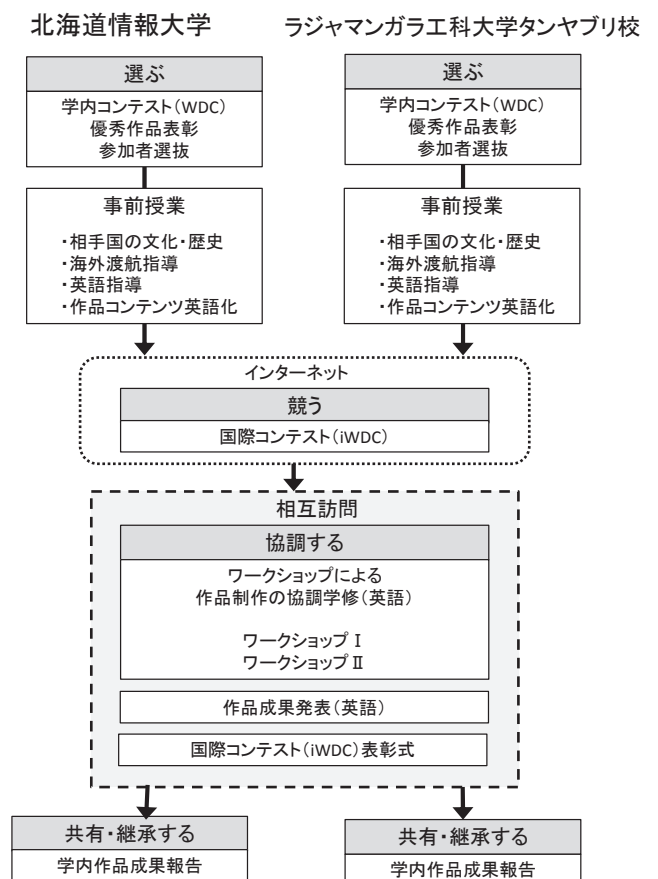 北海道情報大学
ラジャマンガラ工科大学タンヤブリ校
選ぶ
学内コンテスト(WDC)
優秀作品表彰
参加者選抜
選ぶ
学内コンテスト(WDC)
優秀作品表彰
参加者選抜
事前授業
・相手国の文化・歴史
・海外渡航指導
・英語指導
・作品コンテンツ英語化
事前授業
・相手国の文化・歴史
・海外渡航指導
・英語指導
・作品コンテンツ英語化
インターネット
競う
国際コンテスト(iWDC)
相互訪問
協調する
ワークショップによる
作品制作の協調学修(英語)
ワークショップⅠ
ワークショップⅡ
作品成果発表(英語)
国際コンテスト(iWDC)表彰式
共有・継承する
学内作品成果報告
共有・継承する
学内作品成果報告